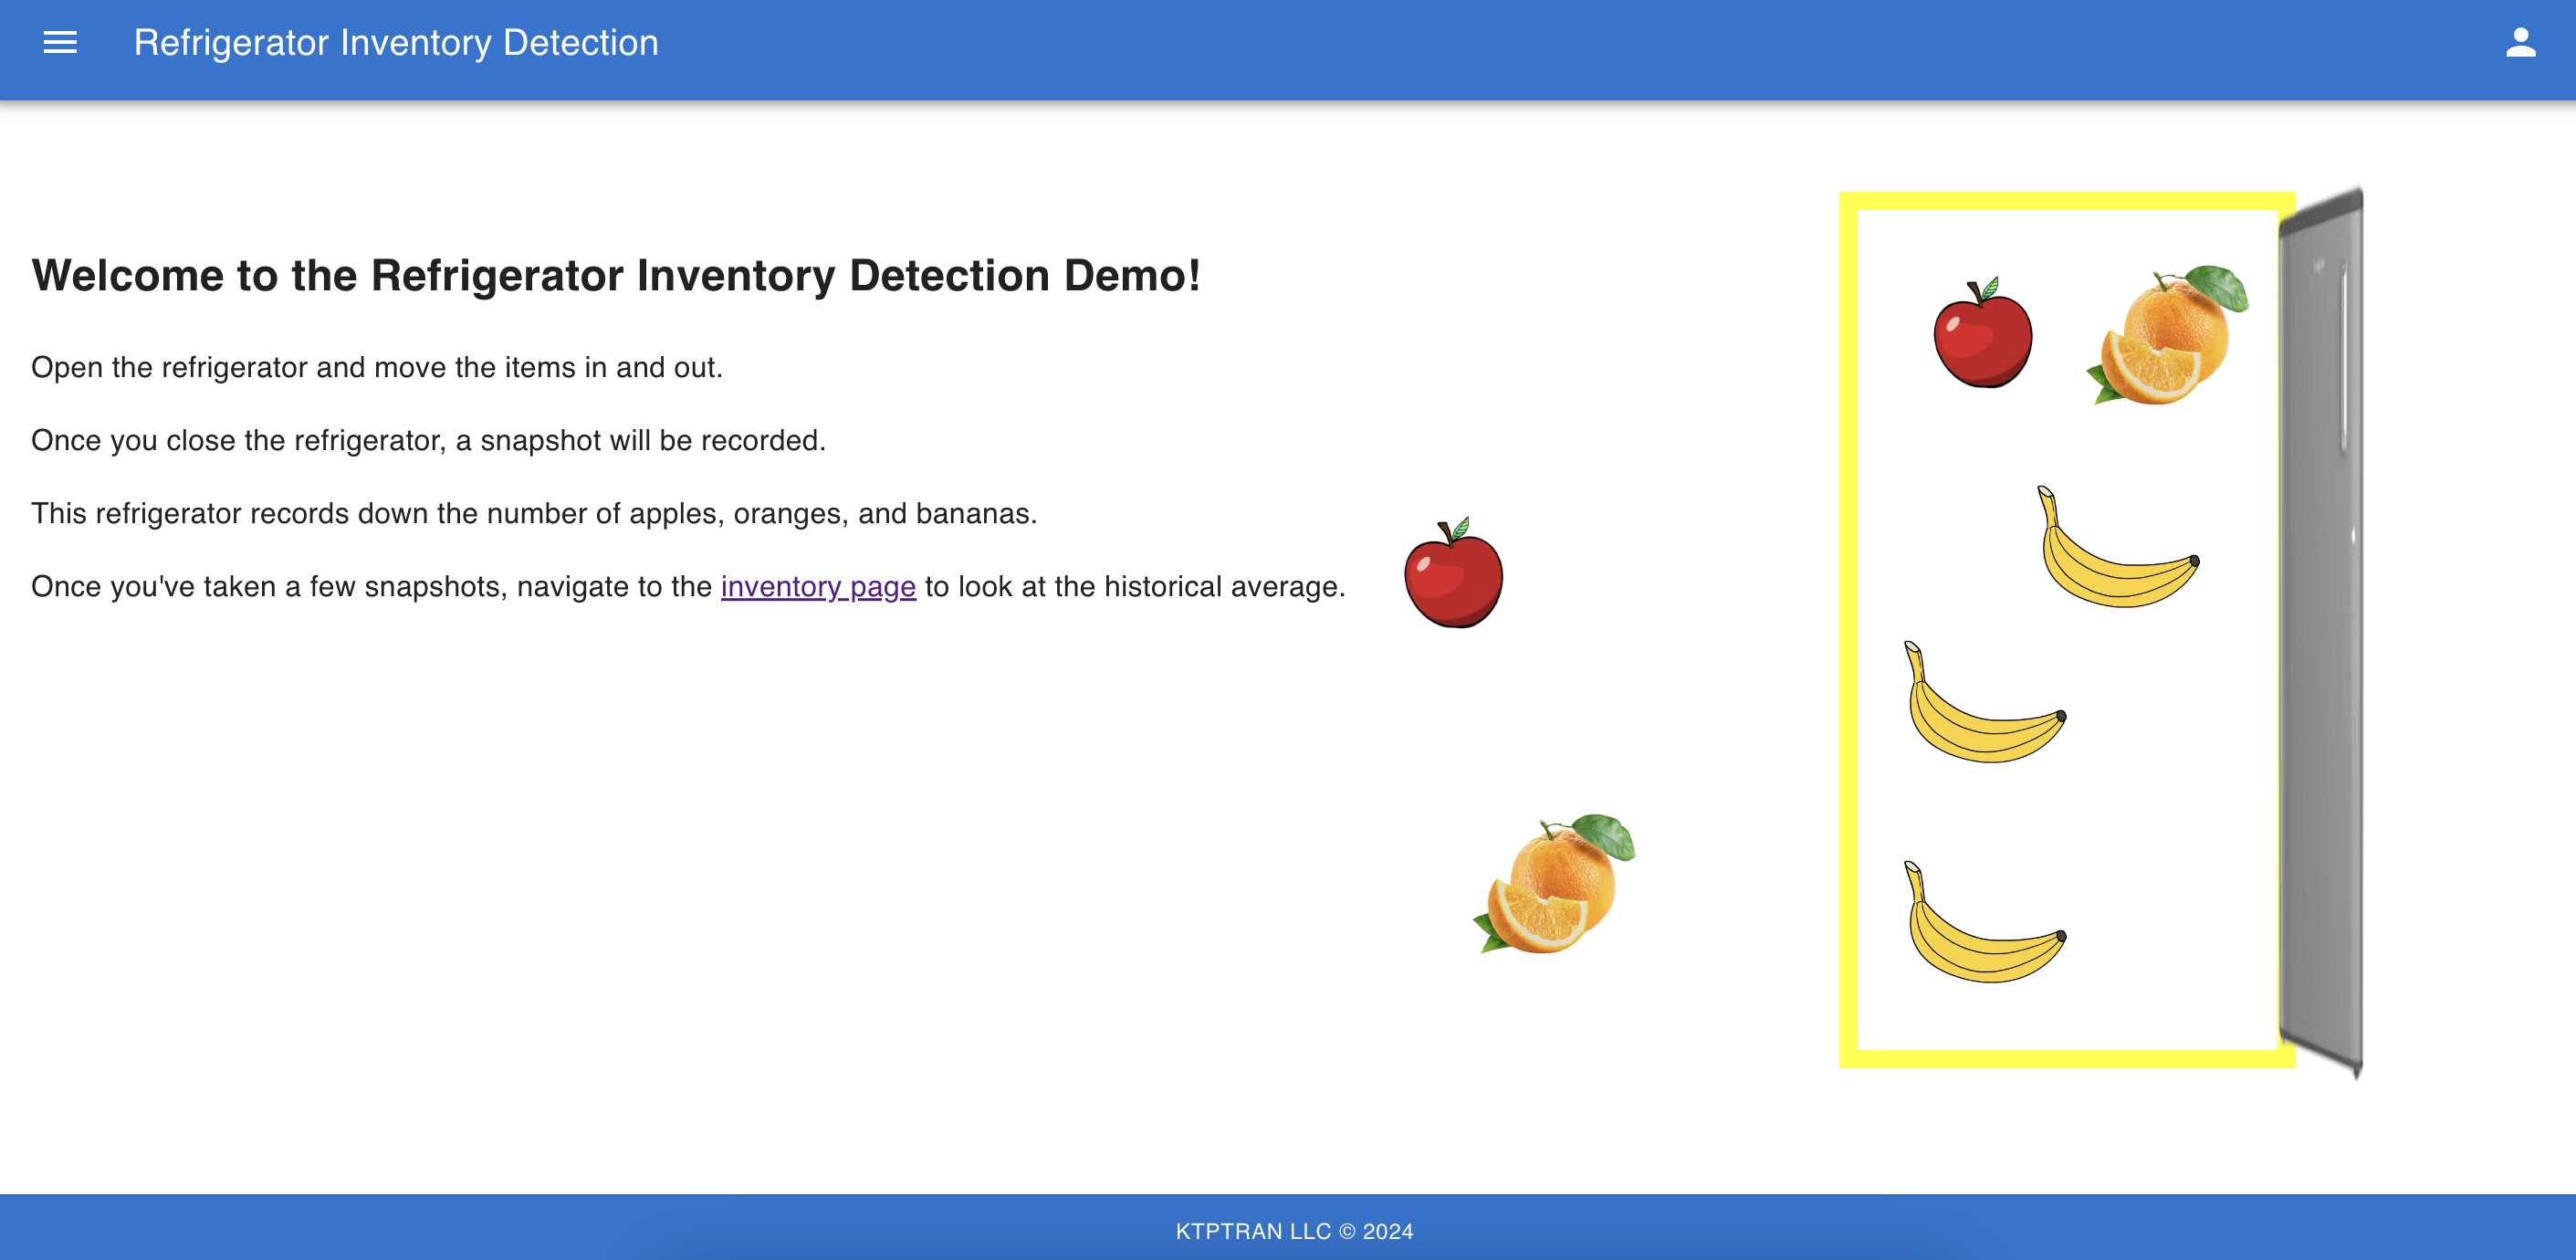 Refrigerator Inventory Detection
Welcome to the Refrigerator Inventory Detection Demo!
Open the refrigerator and move the items in and out.
Once you close the refrigerator, a snapshot will be recorded.
This refrigerator records down the number of apples, oranges, and bananas.
Once you've taken a few snapshots, navigate to the inventory page to look at the historical average.
KTPTRAN LLC © 2024